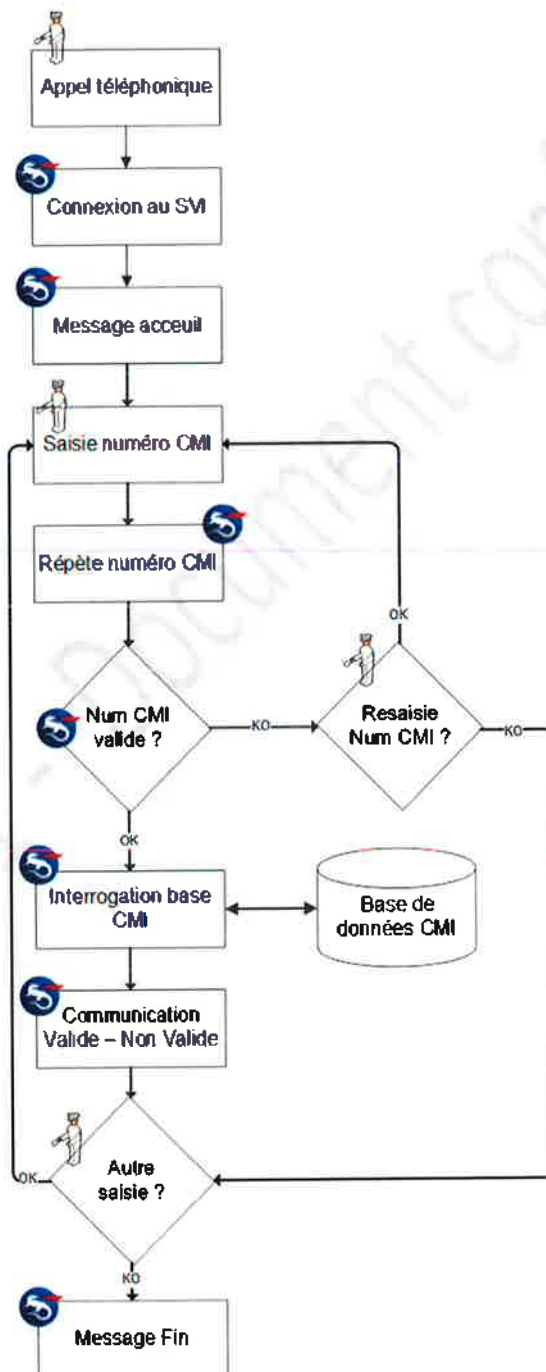 Appel téléphonique
Connexion au SVI
Message acceuil
Saisie numéro CMI
Répète numéro CMI
OK
Num CMI
valide ?
KO
Resaisie
Num CMI ?
KO
OK
Interrogation base
CMI
Base de
données CMI
Communication
Valide – Non Valide
Autre
saisie ?
OK
KO
Message Fin
Document con